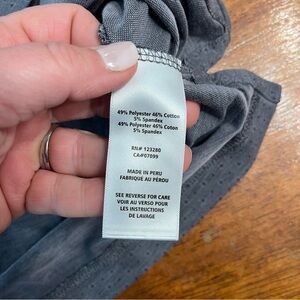 49% Polyester 46% Cotton
5% Spandex
49% Polyester 46% Coton
5% Spandex
RN# 123280
CA#07099
MADE IN PERU
FABRIQUE AU PÉROU
SEE REVERSE FOR CARE
VOIR AU VERSO POUR
LES INSTRUCTIONS
DE LAVAGE